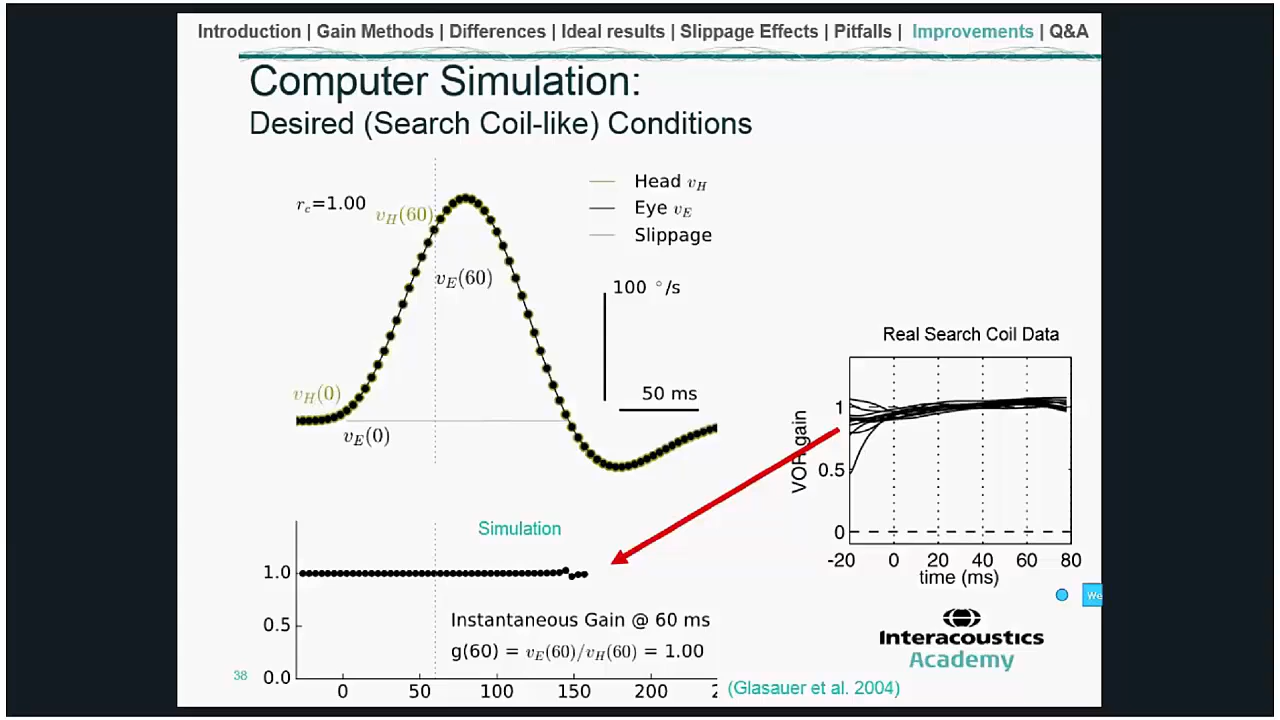 Introduction | Gain Methods | Differences | Ideal results | Slippage Effects | Pitfalls | Improvements | Q&A
Computer Simulation:
Desired (Search Coil-like) Conditions
r_c=1.00
v_H(60)
Head v_H
Eye v_E
Slippage
v_E(60)
100 °/s
50 ms
v_H(0)
v_E(0)
Real Search Coil Data
VOR gain
1
0.5
0
-20 0 20 40 60 80
time (ms)
Simulation
1.0
0.5
0.0
Instantaneous Gain @ 60 ms
g(60) = v_E(60)/v_H(60) = 1.00
0 50 100 150 200
We
Interacoustics
Academy
38
(Glasauer et al. 2004)